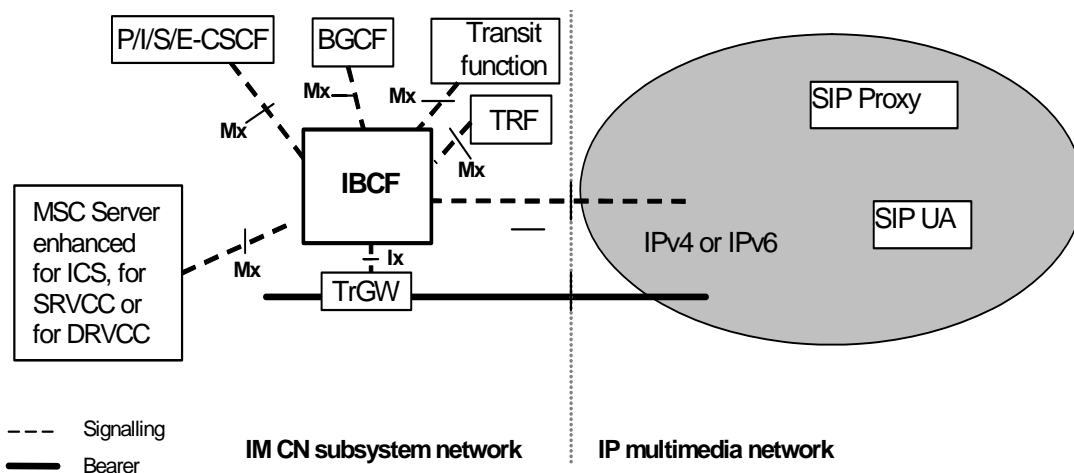 P/I/S/E-CSCF
BGCF
Transit
function
TRF
Mx
Mx
Mx
Mx
IBCF
SIP Proxy
SIP UA
IPv4 or IPv6
MSC Server
enhanced
for ICS, for
SRVCC or
for DRVCC
Mx
Ix
TrGW
Signalling
Bearer
IM CN subsystem network
IP multimedia network